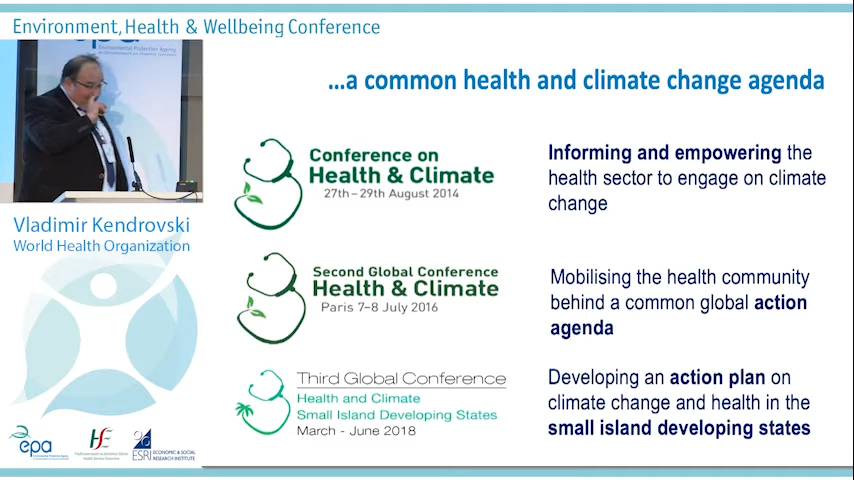 Environment, Health & Wellbeing Conference
epa
Environmental Protection Agency
...a common health and climate change agenda
Conference on
Health & Climate
27th – 29th August 2014
Informing and empowering the
health sector to engage on climate
change
Vladimir Kendrovski
World Health Organization
Second Global Conference
Health & Climate
Paris 7–8 July 2016
Mobilising the health community
behind a common global action
agenda
Third Global Conference
Health and Climate
Small Island Developing States
March - June 2018
Developing an action plan on
climate change and health in the
small island developing states
epa
ESRI
ECONOMIC & SOCIAL
RESEARCH INSTITUTE